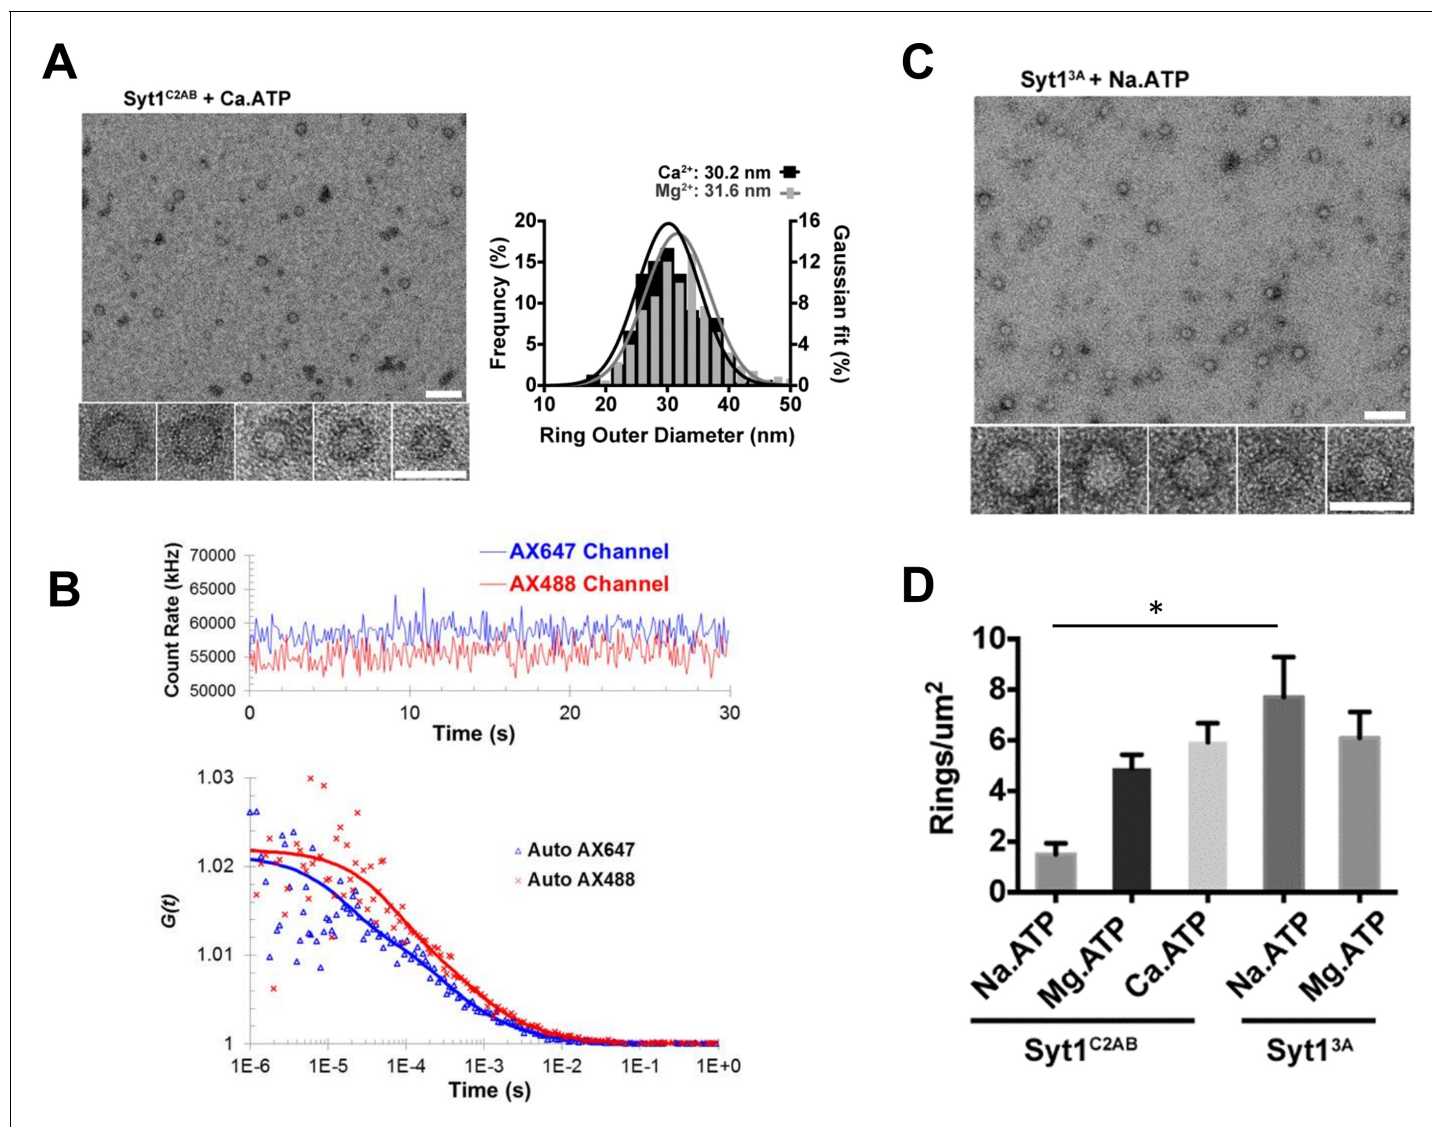 A
Syt1C2AB + Ca.ATP
Ca2+: 30.2 nm
Mg2+: 31.6 nm
20
15
10
5
0
Frequncy (%)
16
12
8
4
0
Gaussian fit (%)
10 20 30 40 50
Ring Outer Diameter (nm)
C
Syt13A + Na.ATP
B
AX647 Channel
AX488 Channel
70000
65000
60000
55000
50000
Count Rate (kHz)
0 10 20 30
Time (s)
1.03
1.02
1.01
1
G(t)
Auto AX647
Auto AX488
1E-6 1E-5 1E-4 1E-3 1E-2 1E-1 1E+0
Time (s)
D
*
10
8
6
4
2
0
Rings/um2
Na.ATP Mg.ATP Ca.ATP Na.ATP Mg.ATP
Syt1C2AB Syt13A